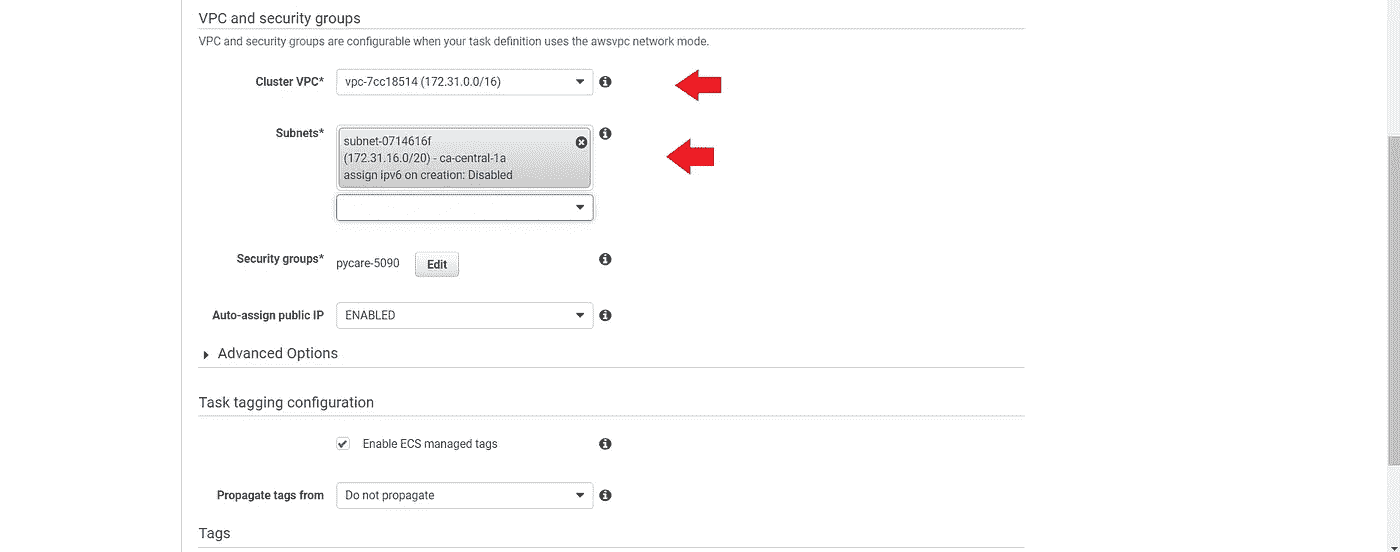 VPC and security groups
VPC and security groups are configurable when your task definition uses the awsvpc network mode.
Cluster VPC* vpc-7cc18514 (172.31.0.0/16)
Subnets* subnet-0714616f
(172.31.16.0/20) - ca-central-1a
assign ipv6 on creation: Disabled
Security groups* pycare-5090 Edit
Auto-assign public IP ENABLED
Advanced Options
Task tagging configuration
Enable ECS managed tags
Propagate tags from Do not propagate
Tags